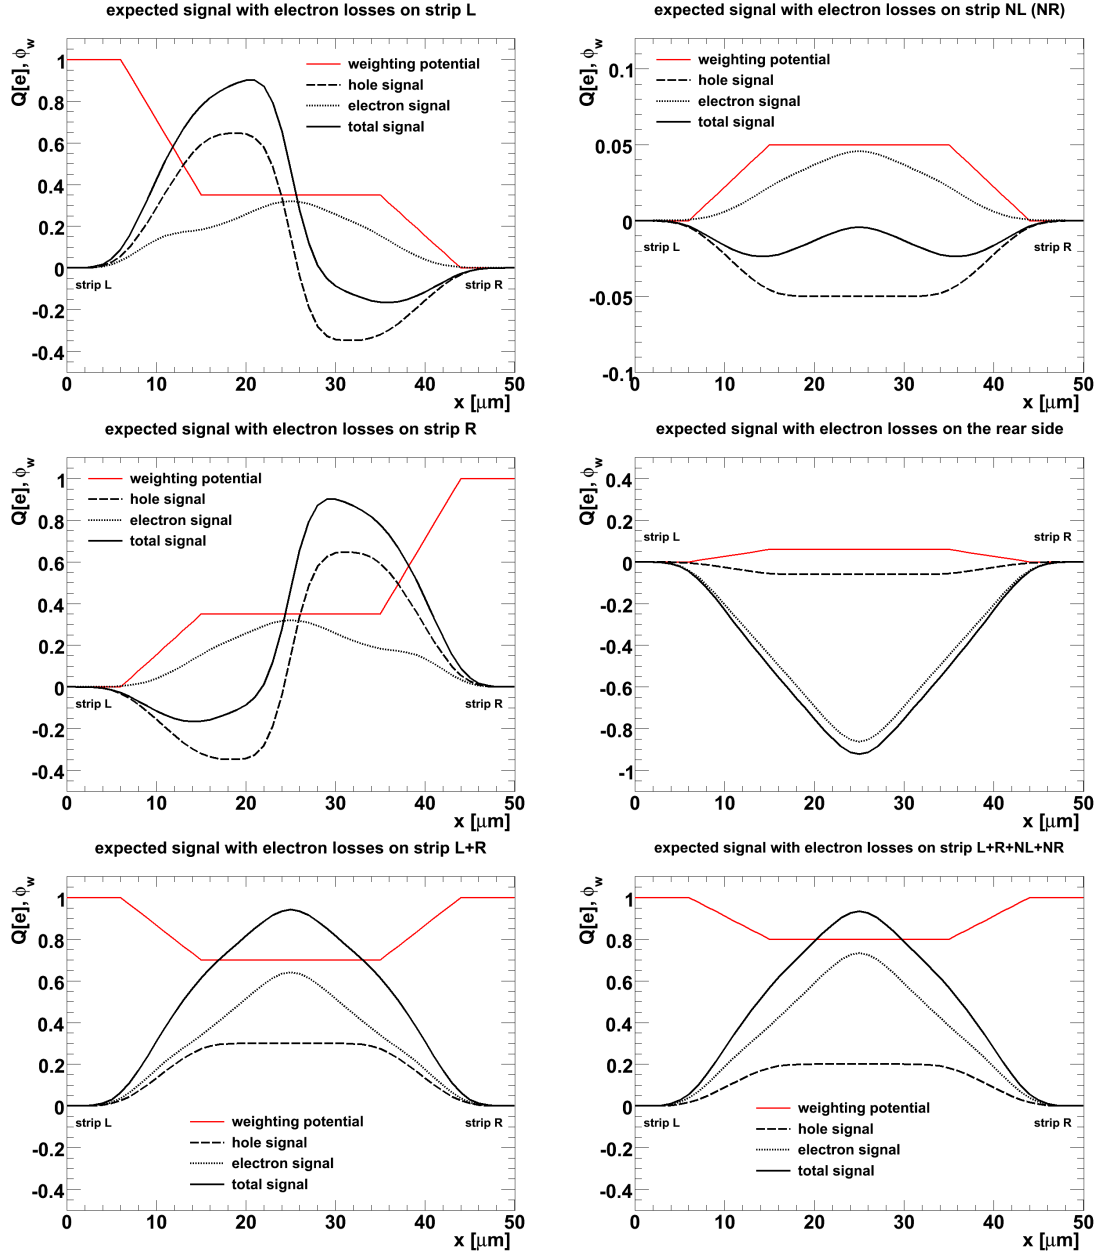 expected signal with electron losses on strip L
Q[e], ϕw
1
0.8
0.6
0.4
0.2
0
-0.2
-0.4
weighting potential
hole signal
electron signal
total signal
strip L
strip R
0 10 20 30 40 50
x [μm]
expected signal with electron losses on strip NL (NR)
Q[e], ϕw
0.1
0.05
0
-0.05
-0.1
weighting potential
hole signal
electron signal
total signal
strip L
strip R
0 10 20 30 40 50
x [μm]
expected signal with electron losses on strip R
Q[e], ϕw
1
0.8
0.6
0.4
0.2
0
-0.2
-0.4
weighting potential
hole signal
electron signal
total signal
strip L
strip R
0 10 20 30 40 50
x [μm]
expected signal with electron losses on the rear side
Q[e], ϕw
0.4
0.2
0
-0.2
-0.4
-0.6
-0.8
-1
strip L
strip R
0 10 20 30 40 50
x [μm]
expected signal with electron losses on strip L+R
Q[e], ϕw
1
0.8
0.6
0.4
0.2
0
-0.2
-0.4
strip L
strip R
weighting potential
hole signal
electron signal
total signal
0 10 20 30 40 50
x [μm]
expected signal with electron losses on strip L+R+NL+NR
Q[e], ϕw
1
0.8
0.6
0.4
0.2
0
-0.2
-0.4
strip L
strip R
weighting potential
hole signal
electron signal
total signal
0 10 20 30 40 50
x [μm]